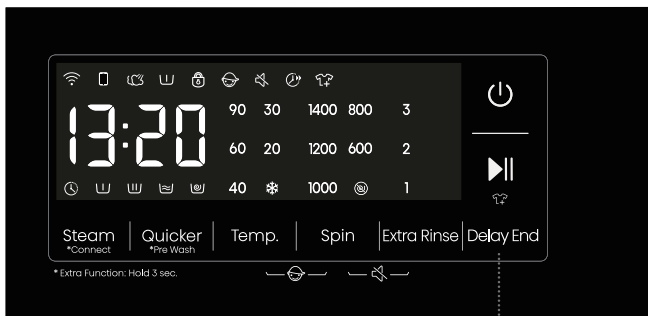 13:20
90 30 1400 800 3
60 20 1200 600 2
40 1000 1
Steam Quicker Temp. Spin Extra Rinse Delay End
*Connect *Pre Wash
* Extra Function: Hold 3 sec.